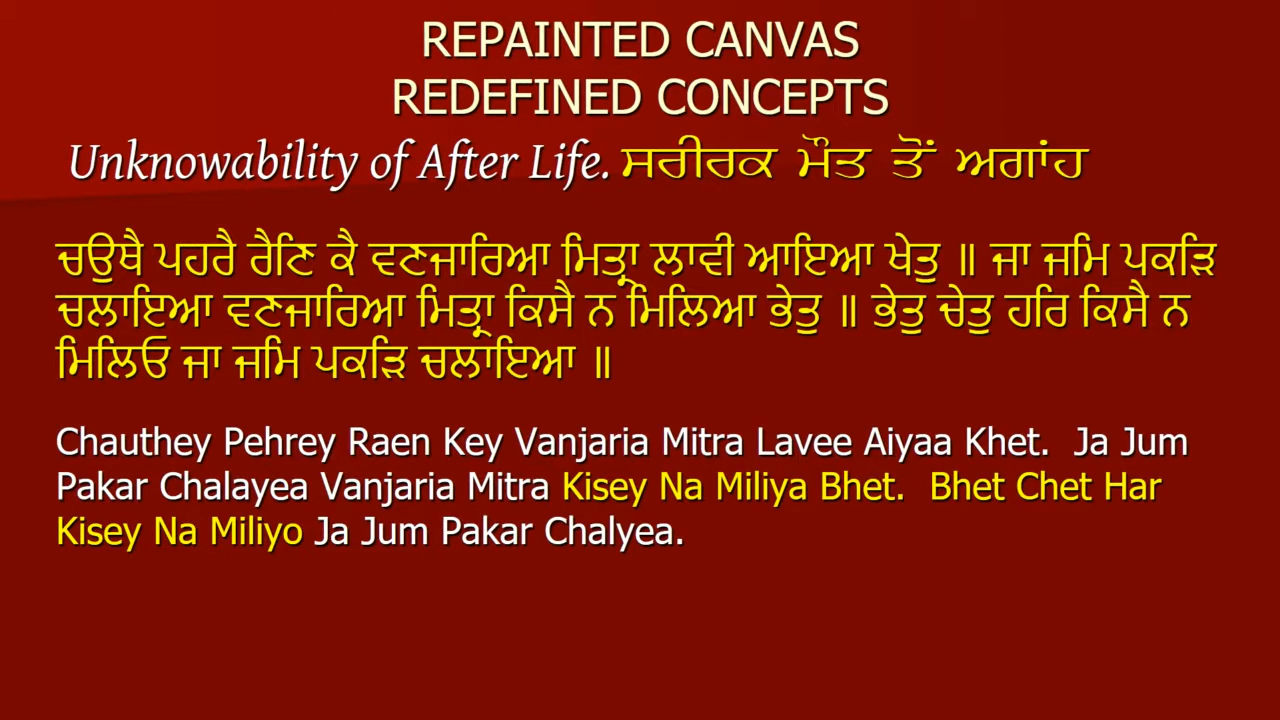 REPAINTED CANVAS
REDEFINED CONCEPTS
Unknowability of After Life. ਸਰੀਰਕ ਮੌਤ ਤੋਂ ਅਗਾਂਹ
ਚਉਥੈ ਪਹਰੈ ਰੈਣਿ ਕੈ ਵਣਜਾਰਿਆ ਮਿਤ੍ਰਾ ਲਾਵੀ ਆਇਆ ਖੇਤੁ ॥ ਜਾ ਜਮਿ ਪਕੜਿ
ਚਲਾਇਆ ਵਣਜਾਰਿਆ ਮਿਤ੍ਰਾ ਕਿਸੈ ਨ ਮਿਲਿਆ ਭੇਤੁ ॥ ਭੇਤੁ ਚੇਤੁ ਹਰਿ ਕਿਸੈ ਨ
ਮਿਲਿਓ ਜਾ ਜਮਿ ਪਕੜਿ ਚਲਾਇਆ ॥
Chauthey Pehrey Raen Key Vanjaria Mitra Lavee Aiyaa Khet. Ja Jum
Pakar Chalayea Vanjaria Mitra Kisey Na Miliya Bhet. Bhet Chet Har
Kisey Na Miliyo Ja Jum Pakar Chalyea.